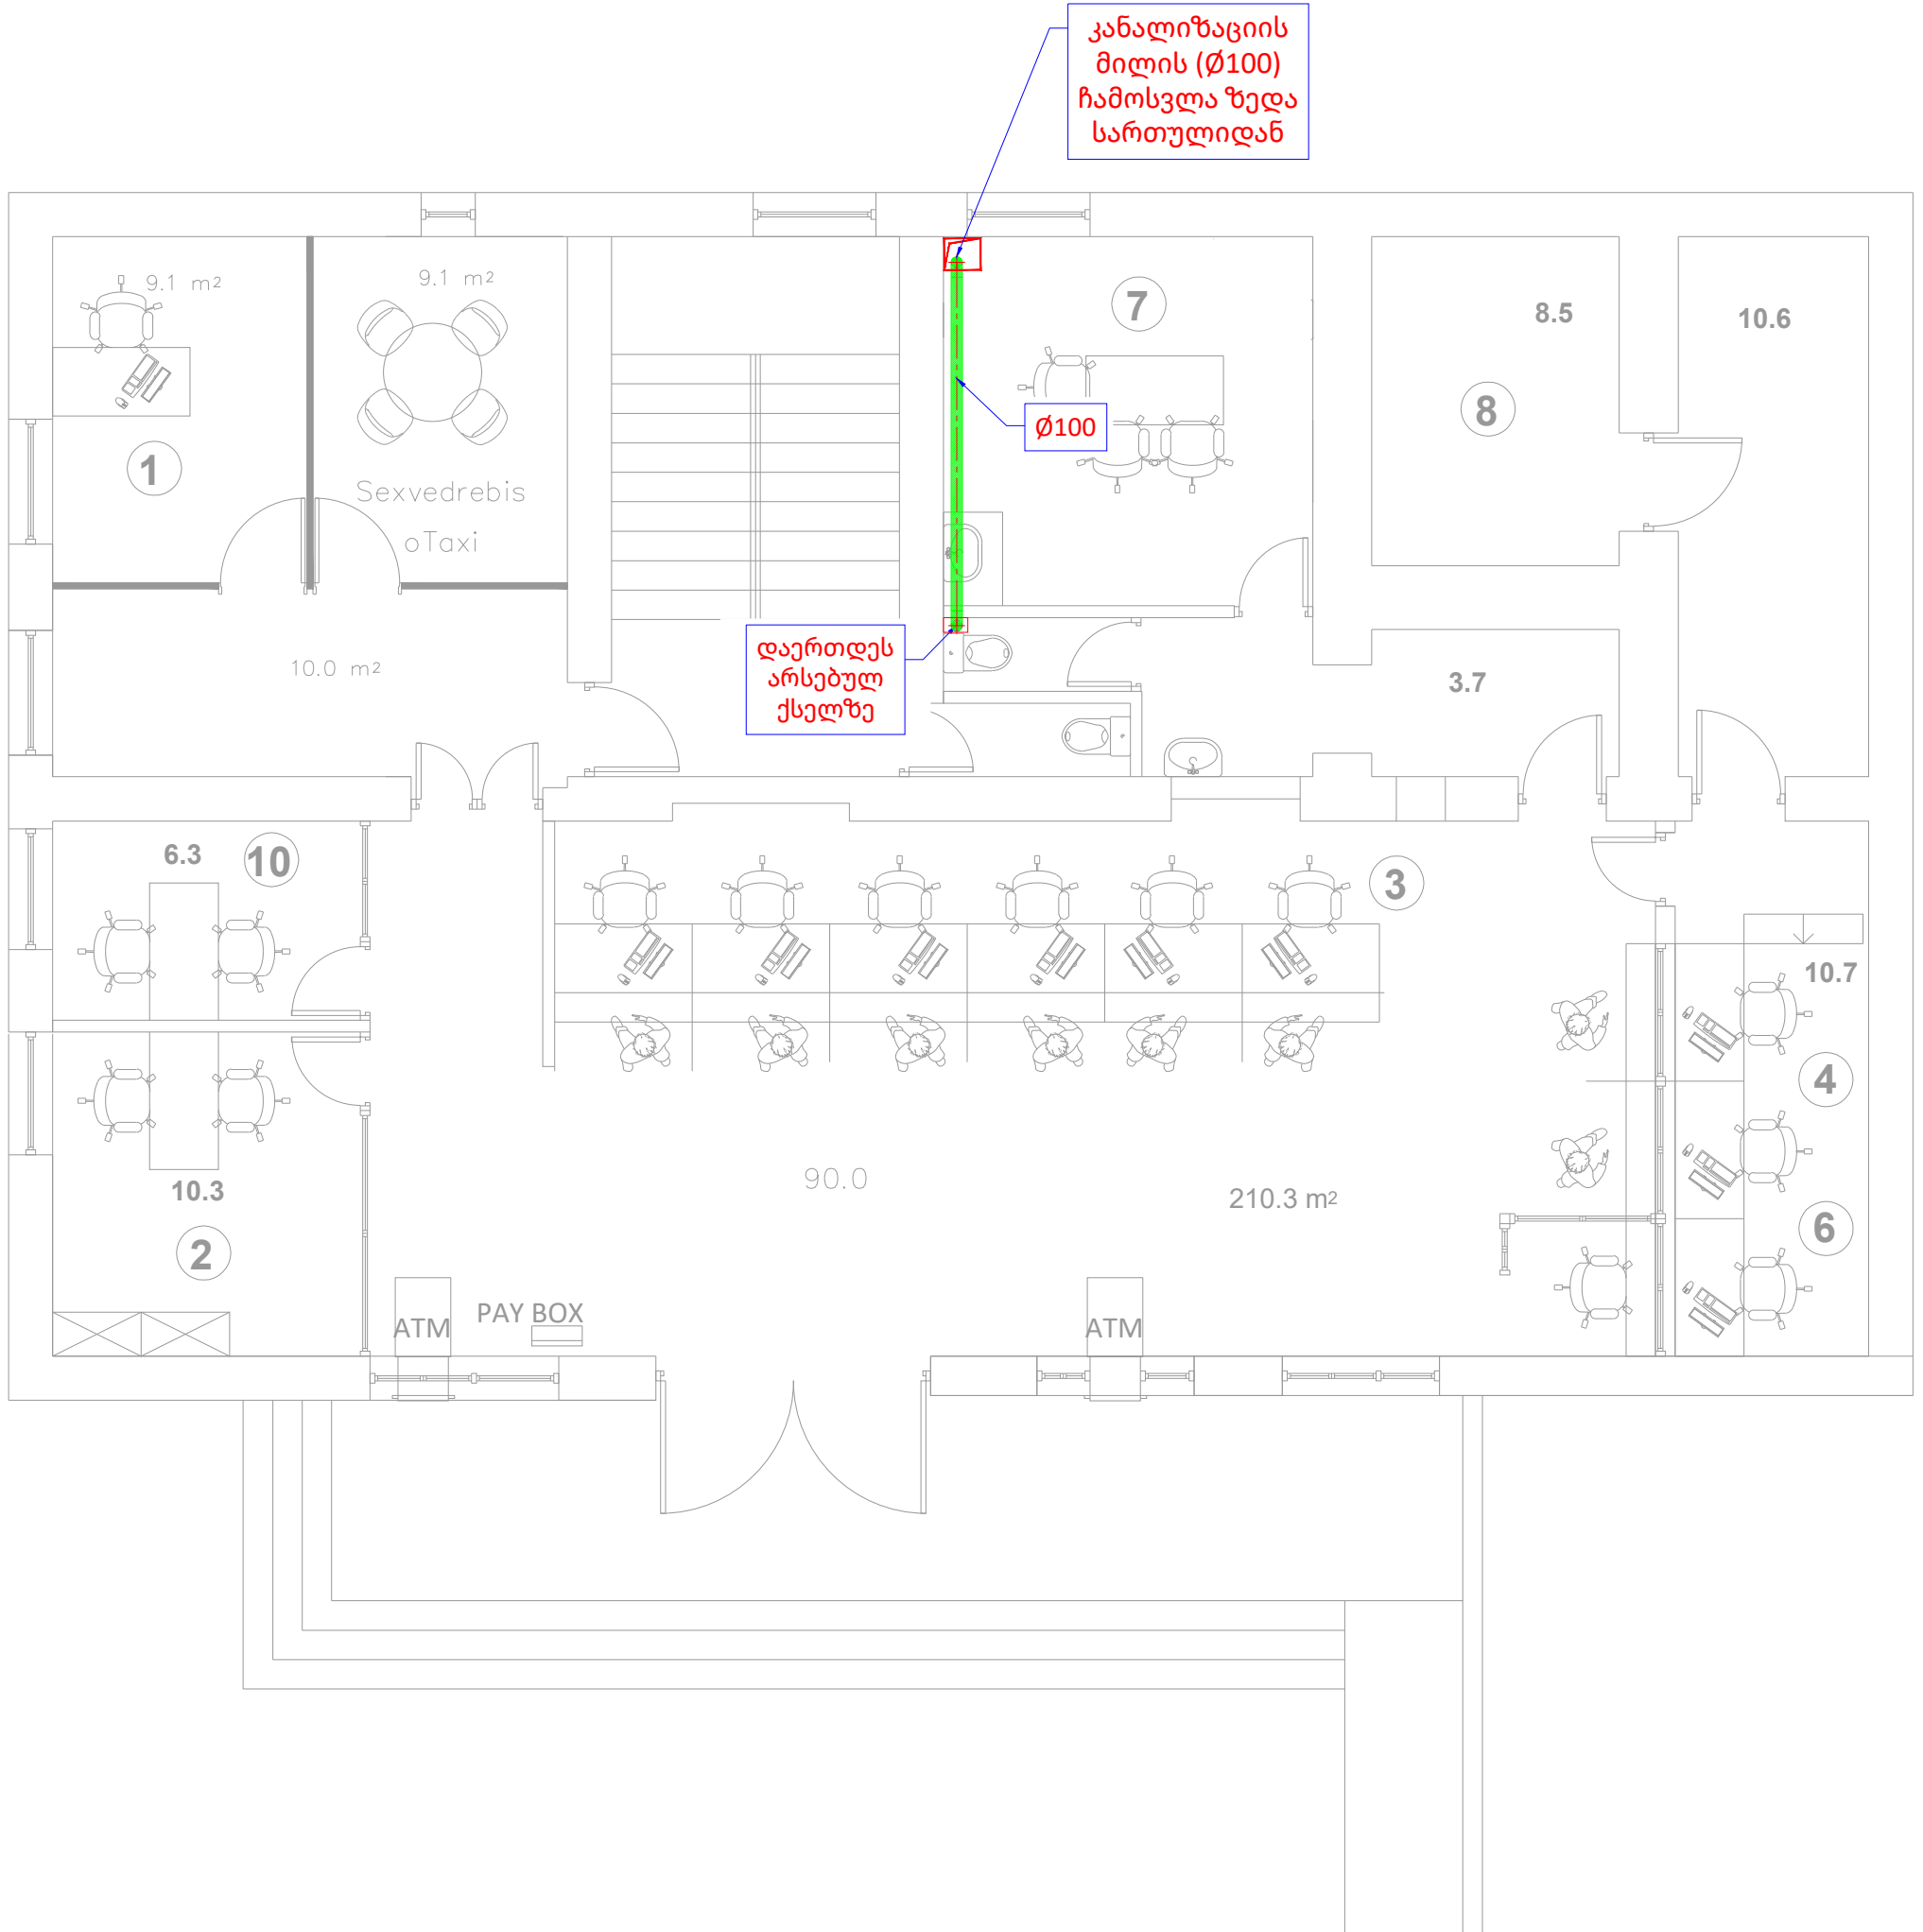 კანალიზაციის
მილის (Ø100)
ჩამოსვლა ზედა
სართულიდან
9.1 m²
9.1 m²
7
8.5
10.6
8
Ø100
1
Sexvedrebis
oTaxi
დაერთდეს
არსებულ
ქსელზე
10.0 m²
3.7
6.3
10
3
10.7
4
90.0
210.3 m²
10.3
2
6
ATM
PAY BOX
ATM